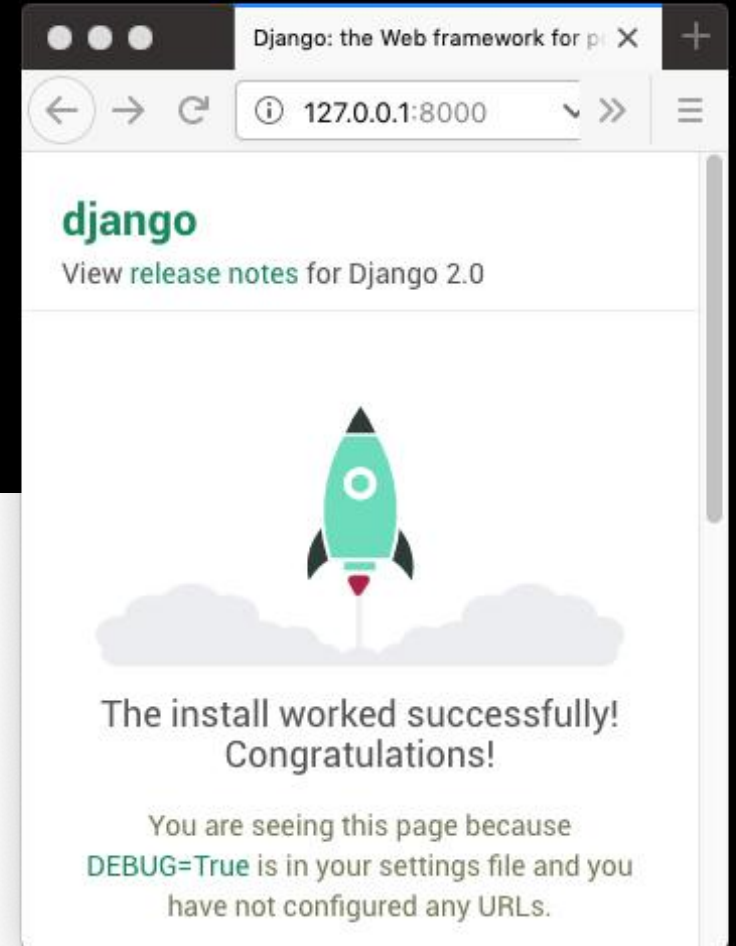 Django: the Web framework for p
127.0.0.1:8000
django
View release notes for Django 2.0
The install worked successfully!
Congratulations!
You are seeing this page because
DEBUG=True is in your settings file and you
have not configured any URLs.